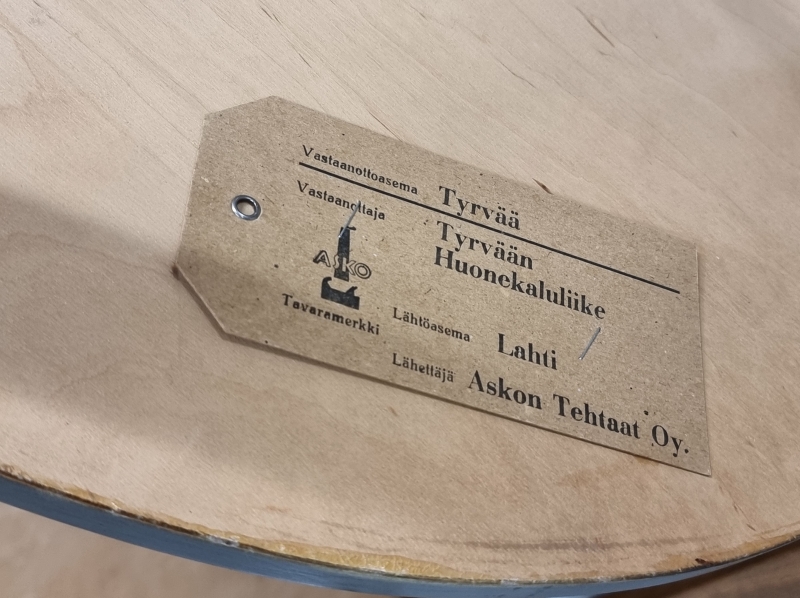 Vastaanottoasema Tyrvää
Vastaanottaja Tyrvään
Huonekaluliike
ASKO
Tavaramerkki
Lähtöasema Lahti
Lähettäjä Askon Tehtaat Oy.